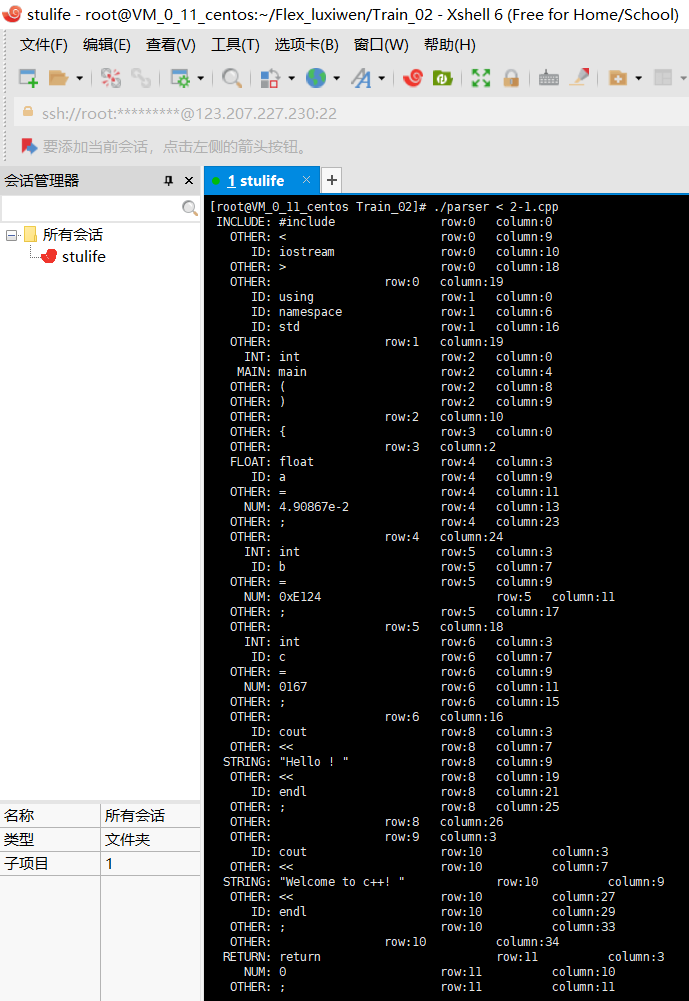 stulife - root@VM_0_11_centos:~/Flex_luxiwen/Train_02 - Xshell 6 (Free for Home/School)
文件(F) 编辑(E) 查看(V) 工具(T) 选项卡(B) 窗口(W) 帮助(H)
ssh://root:*********@123.207.227.230:22
要添加当前会话，点击左侧的箭头按钮。
会话管理器
1 stulife
所有会话
stulife
名称 所有会话
类型 文件夹
子项目 1
[root@VM_0_11_centos Train_02]# ./parser < 2-1.cpp
INCLUDE: #include row:0 column:0
OTHER: < row:0 column:9
ID: iostream row:0 column:10
OTHER: > row:0 column:18
OTHER: row:0 column:19
ID: using row:1 column:0
ID: namespace row:1 column:6
ID: std row:1 column:16
OTHER: row:1 column:19
INT: int row:2 column:0
MAIN: main row:2 column:4
OTHER: ( row:2 column:8
OTHER: ) row:2 column:9
OTHER: row:2 column:10
OTHER: { row:3 column:0
OTHER: row:3 column:2
FLOAT: float row:4 column:3
ID: a row:4 column:9
OTHER: = row:4 column:11
NUM: 4.90867e-2 row:4 column:13
OTHER: ; row:4 column:23
OTHER: row:4 column:24
INT: int row:5 column:3
ID: b row:5 column:7
OTHER: = row:5 column:9
NUM: 0xE124 row:5 column:11
OTHER: ; row:5 column:17
OTHER: row:5 column:18
INT: int row:6 column:3
ID: c row:6 column:7
OTHER: = row:6 column:9
NUM: 0167 row:6 column:11
OTHER: ; row:6 column:15
OTHER: row:6 column:16
ID: cout row:8 column:3
OTHER: << row:8 column:7
STRING: "Hello ! " row:8 column:9
OTHER: << row:8 column:19
ID: endl row:8 column:21
OTHER: ; row:8 column:25
OTHER: row:8 column:26
OTHER: row:9 column:3
ID: cout row:10 column:3
OTHER: << row:10 column:7
STRING: "Welcome to c++! " row:10 column:9
OTHER: << row:10 column:27
ID: endl row:10 column:29
OTHER: ; row:10 column:33
OTHER: row:10 column:34
RETURN: return row:11 column:3
NUM: 0 row:11 column:10
OTHER: ; row:11 column:11